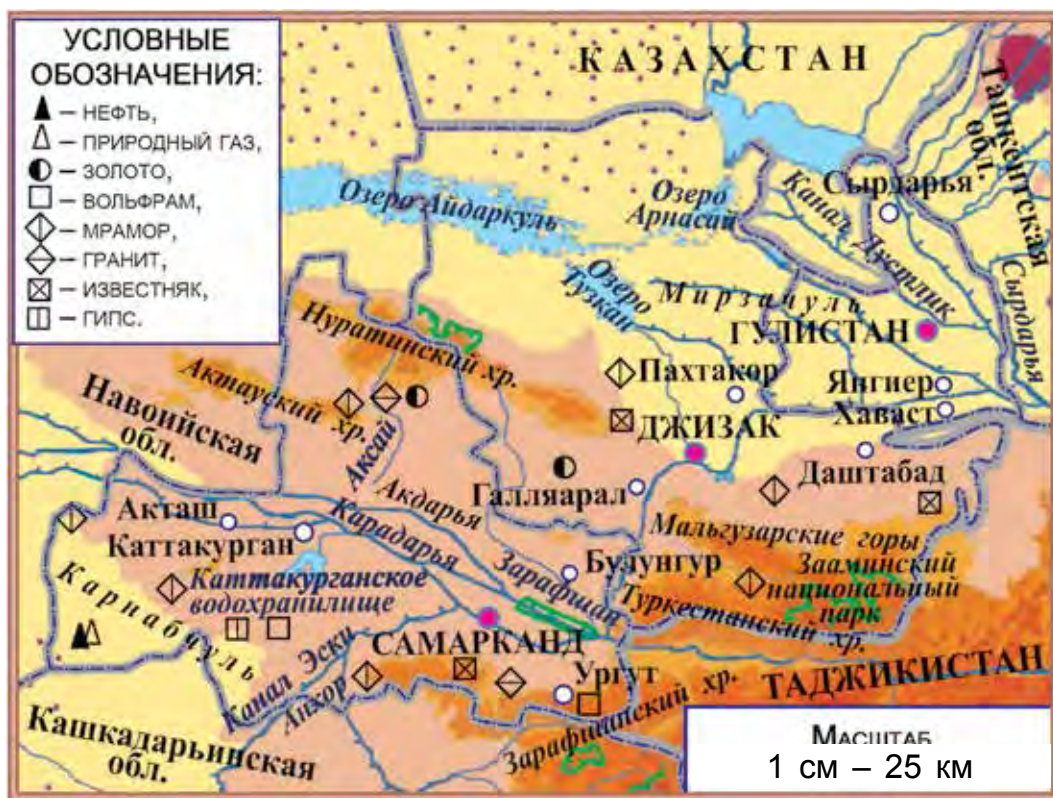 УСЛОВНЫЕ
ОБОЗНАЧЕНИЯ:
– НЕФТЬ,
– ПРИРОДНЫЙ ГАЗ,
– ЗОЛОТО,
– ВОЛЬФРАМ,
– МРАМОР,
– ГРАНИТ,
– ИЗВЕСТНЯК,
– ГИПС.
КАЗАХСТАН
Ташкентская
обл.
Сырдарья
Озеро Айдаркуль
Озеро
Арнасай
Канал Дустлик
Озеро
Тузкан
Мирзачуль
ГУЛИСТАН
Сырдарья
Нуратинский хр.
Актауский хр.
Пахтакор
Янгиер
Хаваст
ДЖИЗАК
Навоийская
обл.
Аксай
Даштабад
Галляарал
Акдарья
Карадарья
Акташ
Каттакурган
Зарафшан
Мальгузарские горы
Булунгур
Зааминский
национальный
парк
Каттакурганское
водохранилище
Туркестанский
хр.
Карнабчуль
САМАРКАНД
Ургут
Канал Эски
Анхор
ТАДЖИКИСТАН
Зарафшанский хр.
Кашкадарьинская
обл.
МАСШТАБ
1 см – 25 км